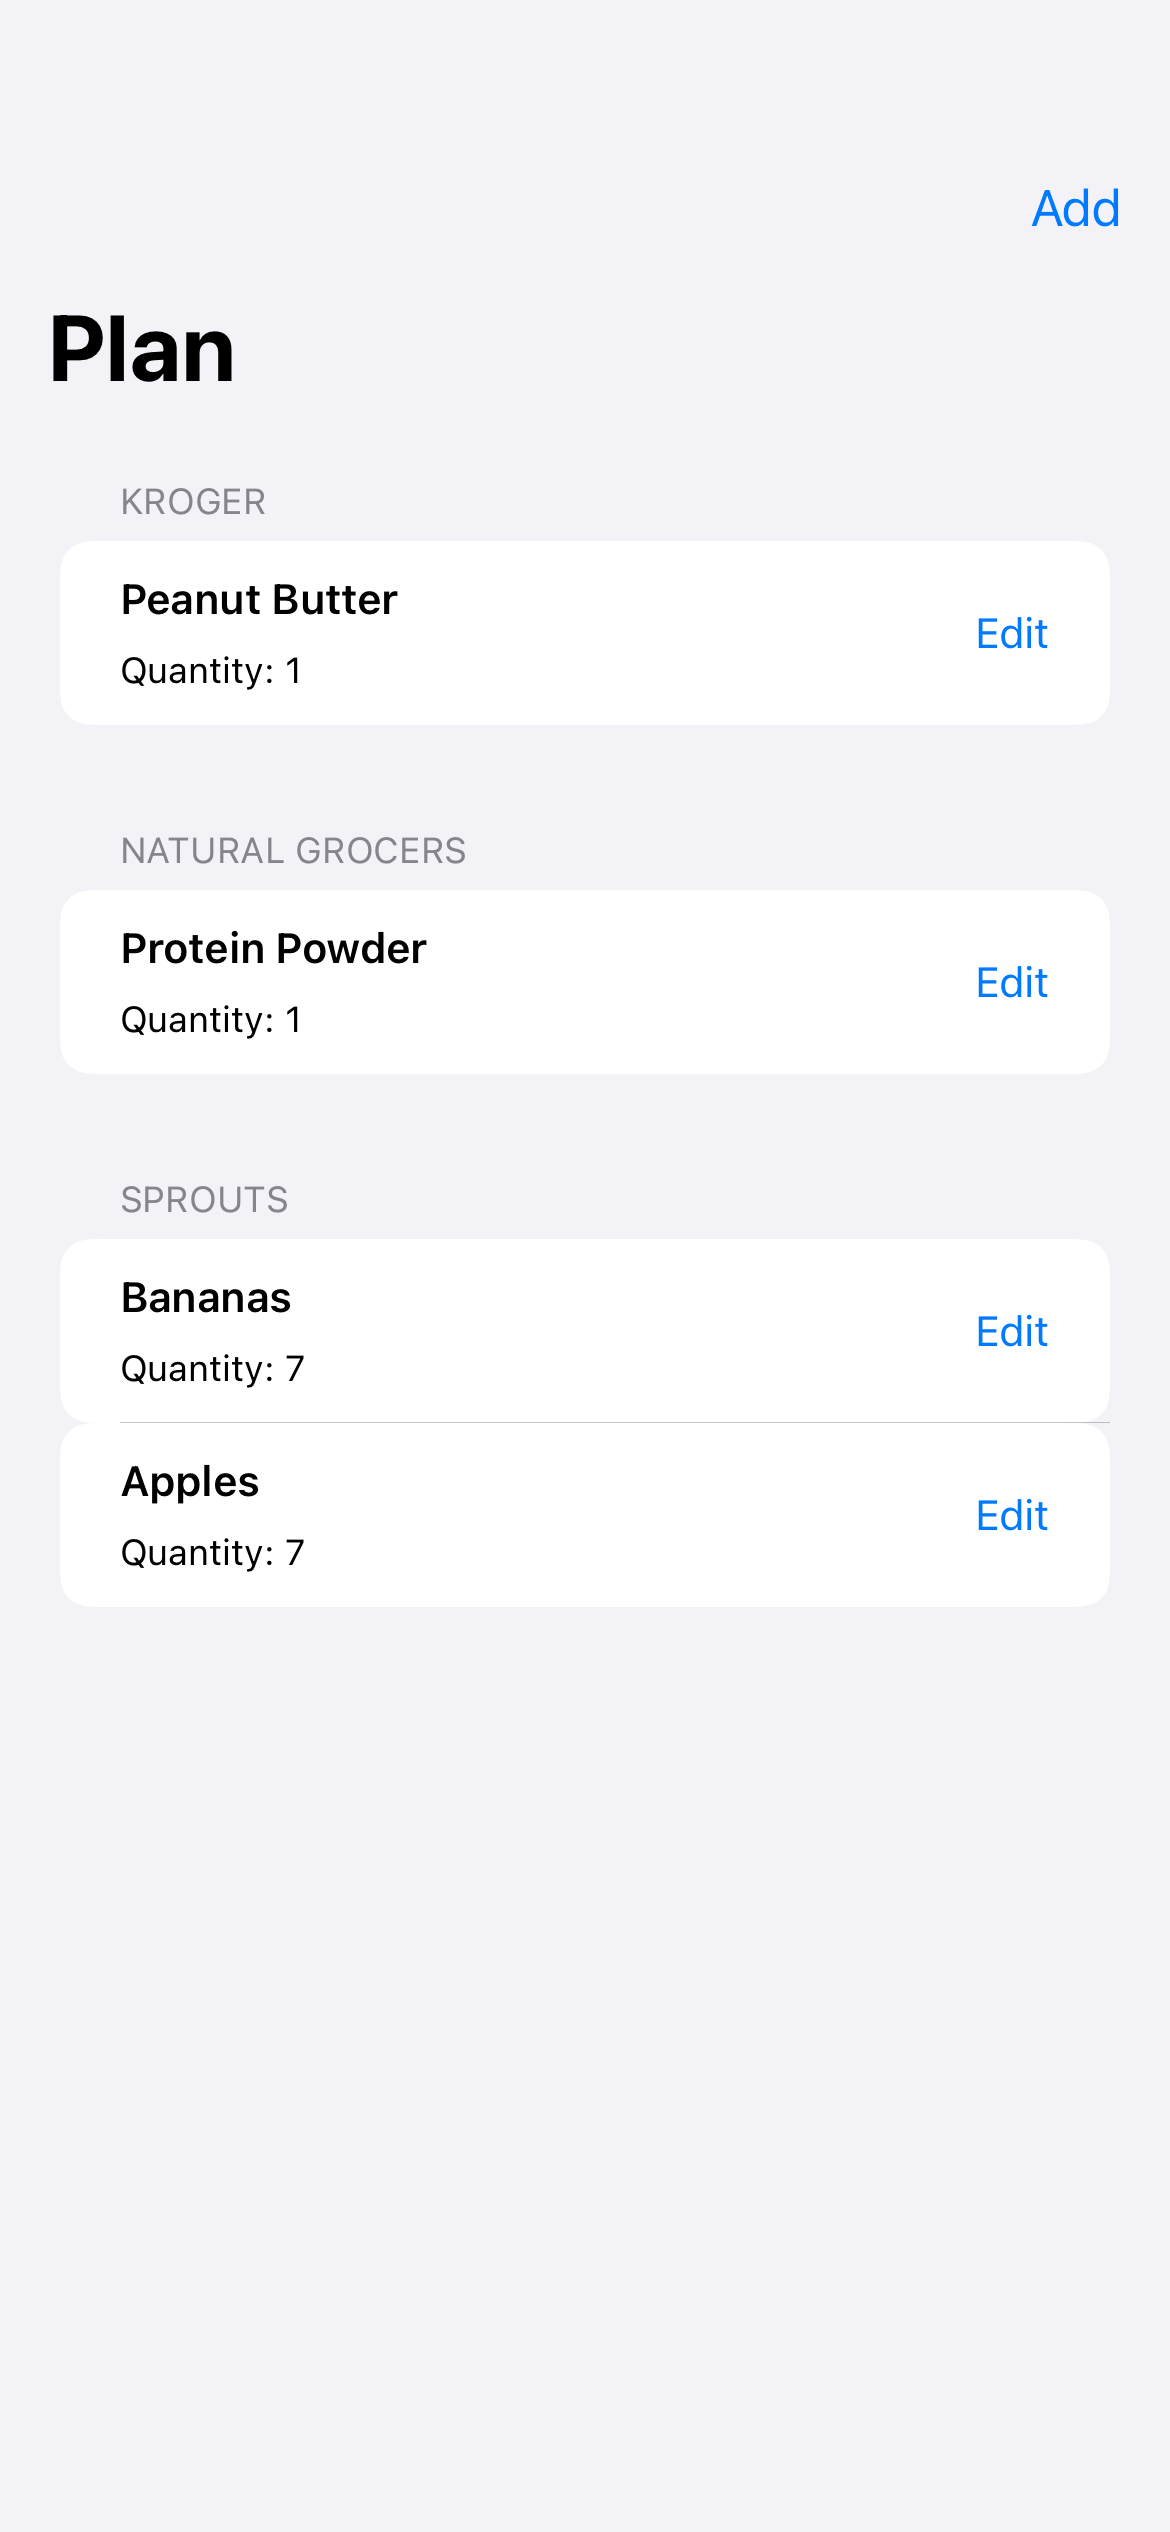 Add
Plan
KROGER
Peanut Butter
Edit
Quantity: 1
NATURAL GROCERS
Protein Powder
Edit
Quantity: 1
SPROUTS
Bananas
Edit
Quantity: 7
Apples
Edit
Quantity: 7